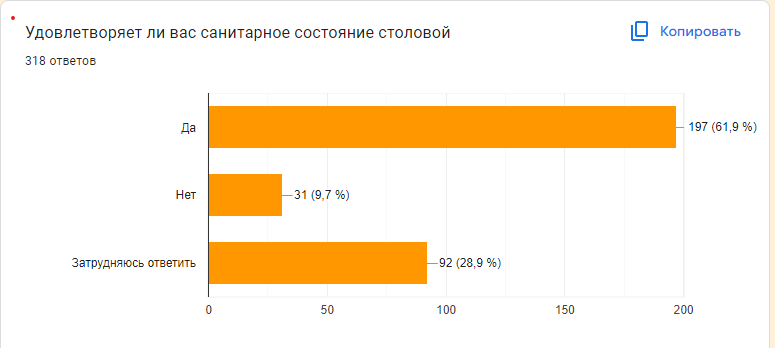 Удовлетворяет ли вас санитарное состояние столовой
Копировать
318 ответов
Да
197 (61,9 %)
Нет
31 (9,7 %)
Затрудняюсь ответить
92 (28,9 %)
0 50 100 150 200